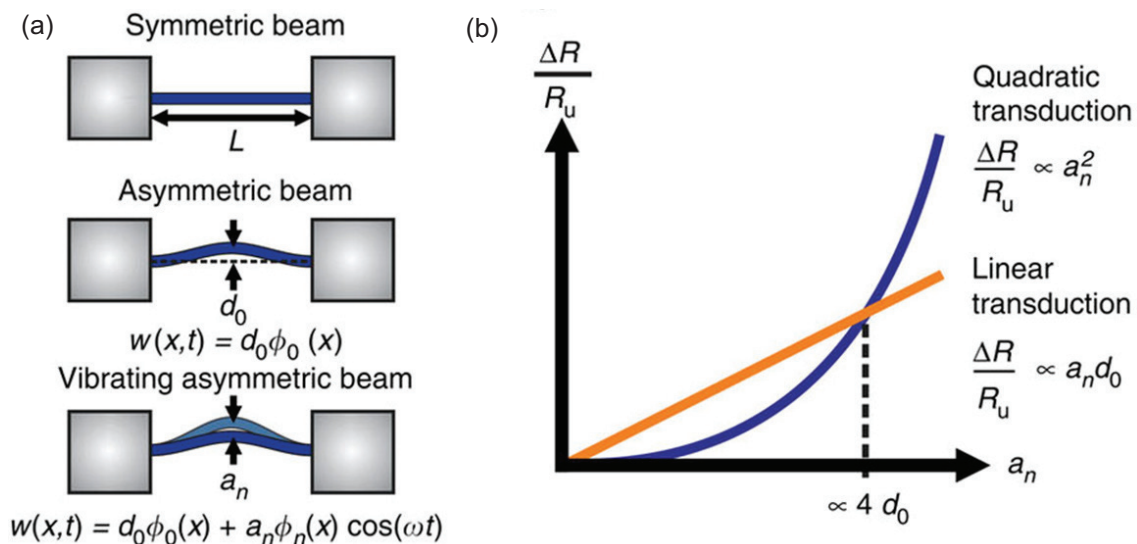 (a)
Symmetric beam
L
Asymmetric beam
d₀
w(x,t) = d₀ϕ₀ (x)
Vibrating asymmetric beam
aₙ
w(x,t) = d₀ϕ₀(x) + aₙϕₙ(x) cos(ωt)
(b)
ΔR
Rᵤ
Quadratic
transduction
ΔR/Rᵤ ∝ aₙ²
Linear
transduction
ΔR/Rᵤ ∝ aₙd₀
aₙ
∝ 4 d₀